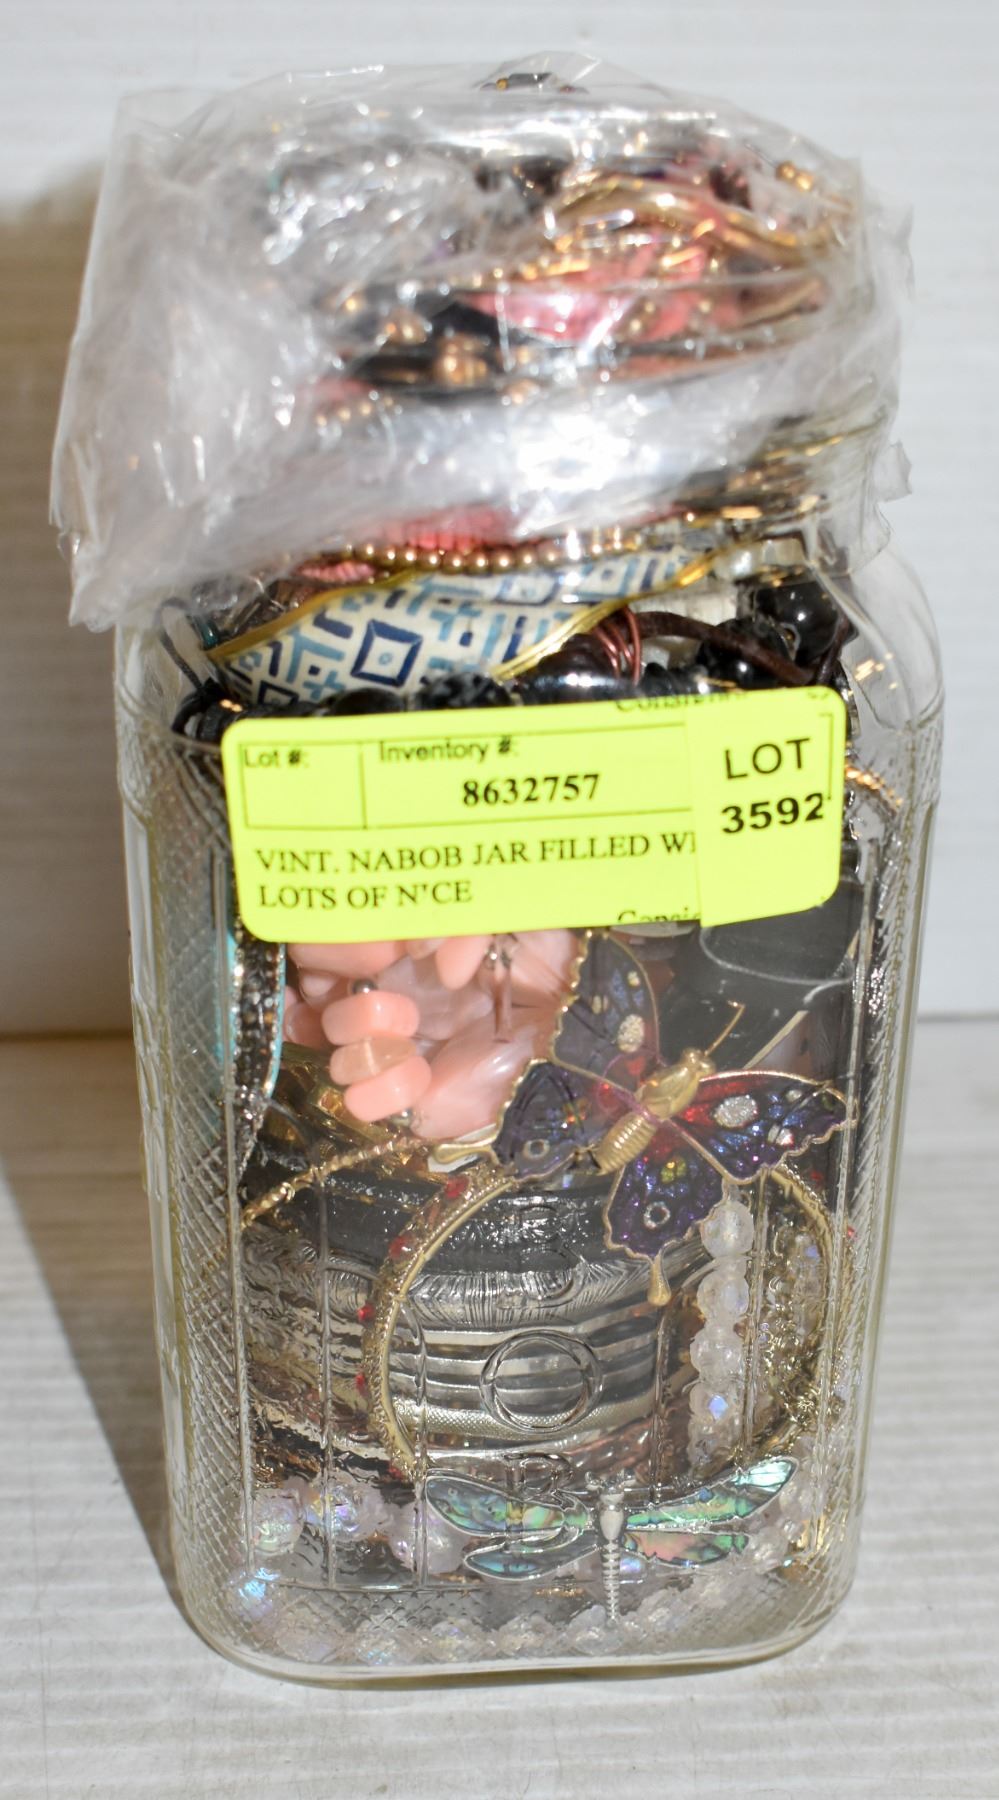 Lot #:
Inventory #:
8632757
LOT
3592
VINT. NABOB JAR FILLED
LOTS OF N'CE
B
O
B